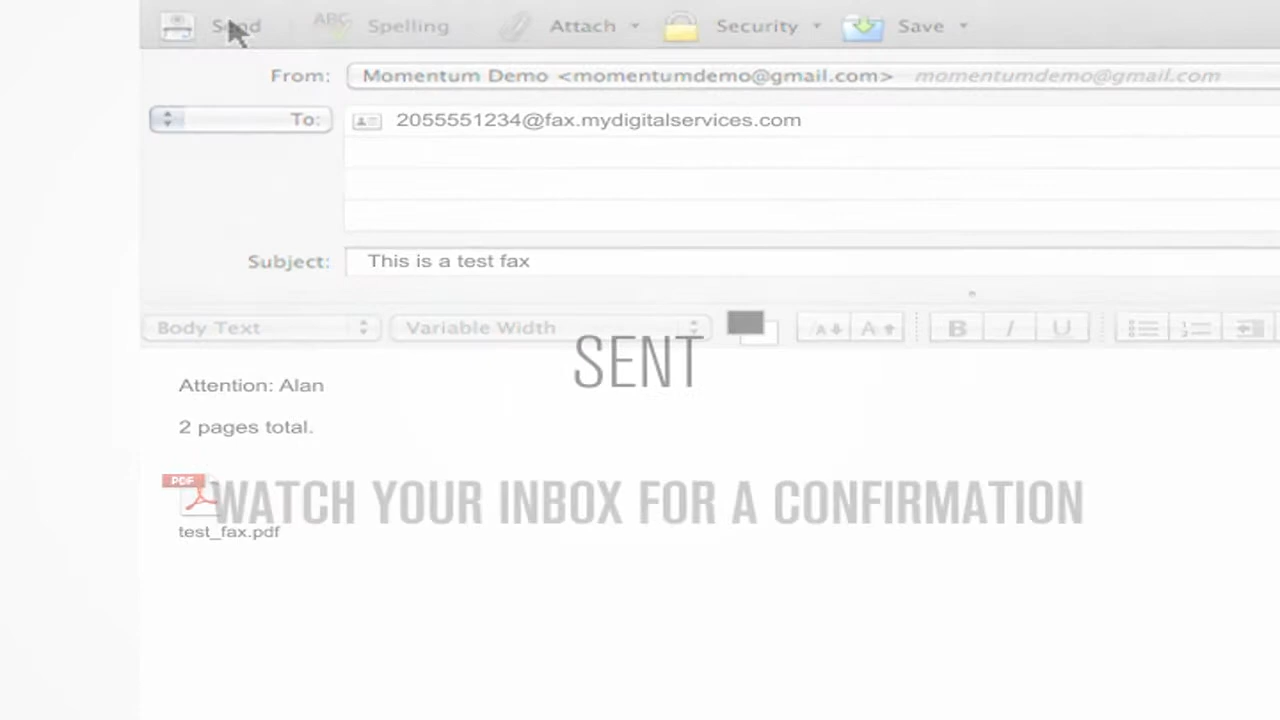 Send ABC Spelling Attach Security Save
From: Momentum Demo <momentumdemo@gmail.com> momentumdemo@gmail.com
To: 2055551234@fax.mydigitalservices.com
Subject: This is a test fax
Body Text Variable Width A A B I U
SENT
Attention: Alan
2 pages total.
PDF
WATCH YOUR INBOX FOR A CONFIRMATION
test_fax.pdf